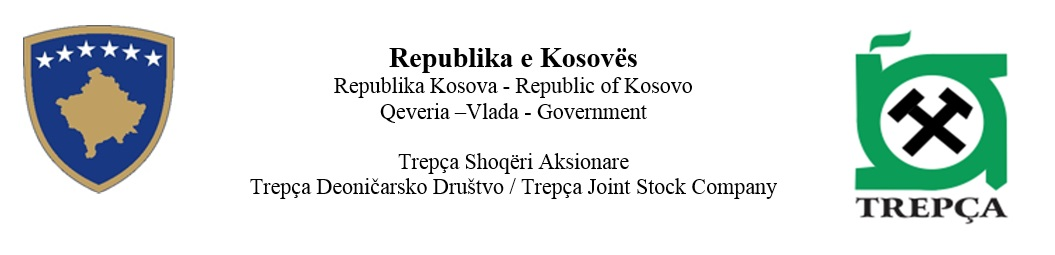 Republika e Kosovës
Republika Kosova - Republic of Kosovo
Qeveria –Vlada - Government
Trepça Shoqëri Aksionare
Trepça Deoničarsko Društvo / Trepça Joint Stock Company
TREPÇA